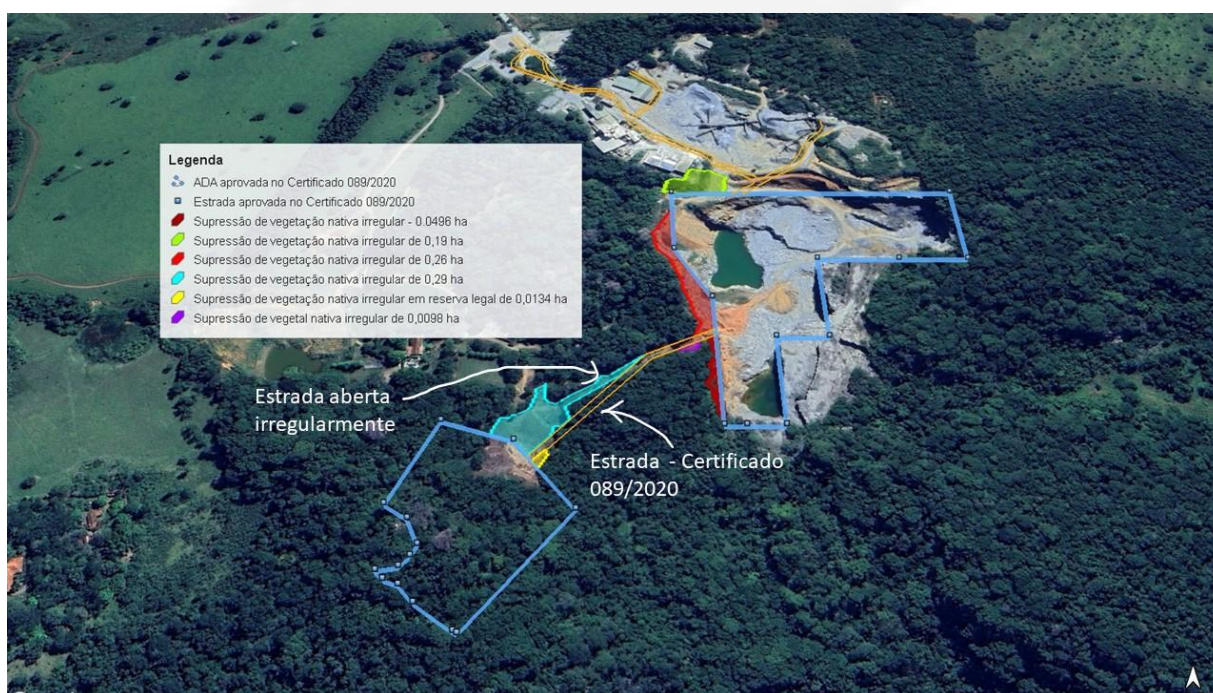 Legenda
ADA aprovada no Certificado 089/2020
Estrada aprovada no Certificado 089/2020
Supressão de vegetação nativa irregular - 0.0496 ha
Supressão de vegetação nativa irregular de 0,19 ha
Supressão de vegetação nativa irregular de 0,26 ha
Supressão de vegetação nativa irregular de 0,29 ha
Supressão de vegetação nativa irregular em reserva legal de 0,0134 ha
Supressão de vegetal nativa irregular de 0,0098 ha
Estrada aberta
irregularmente
Estrada - Certificado
089/2020